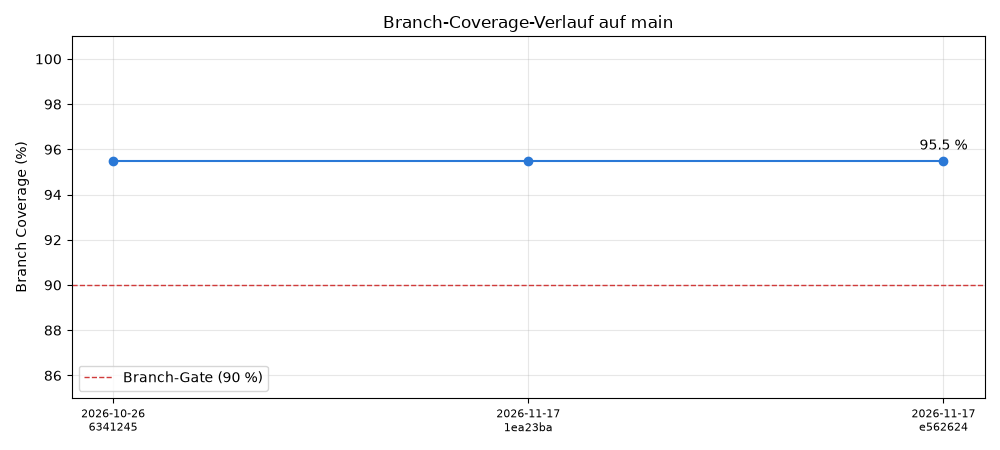 Branch-Coverage-Verlauf auf main
Branch Coverage (%)
100
98
96
94
92
90
88
86
95.5 %
Branch-Gate (90 %)
2026-10-26
6341245
2026-11-17
1ea23ba
2026-11-17
e562624